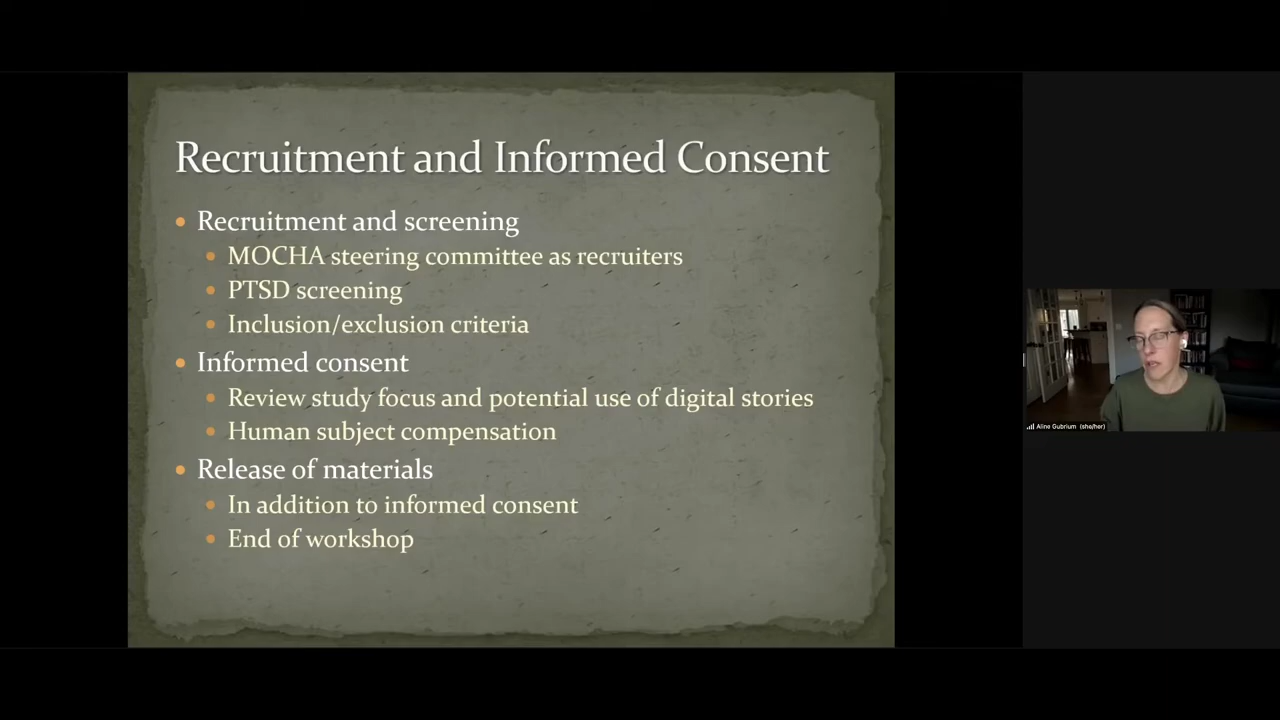 Recruitment and Informed Consent
Recruitment and screening
MOCHA steering committee as recruiters
PTSD screening
Inclusion/exclusion criteria
Informed consent
Review study focus and potential use of digital stories
Human subject compensation
Release of materials
In addition to informed consent
End of workshop
Aline Gubrium (she/her)